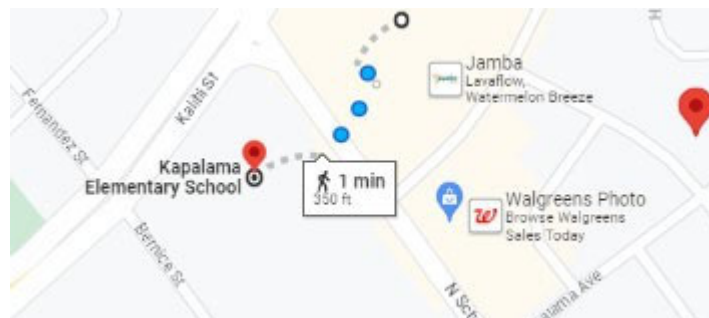 Jamba
Lavaflow,
Watermelon Breeze
Kalihi St
Fernandez St
Kapalama
Elementary School
1 min
350 ft
Walgreens Photo
Browse Walgreens
Sales Today
Bernice St
N Sch
alama Ave
H